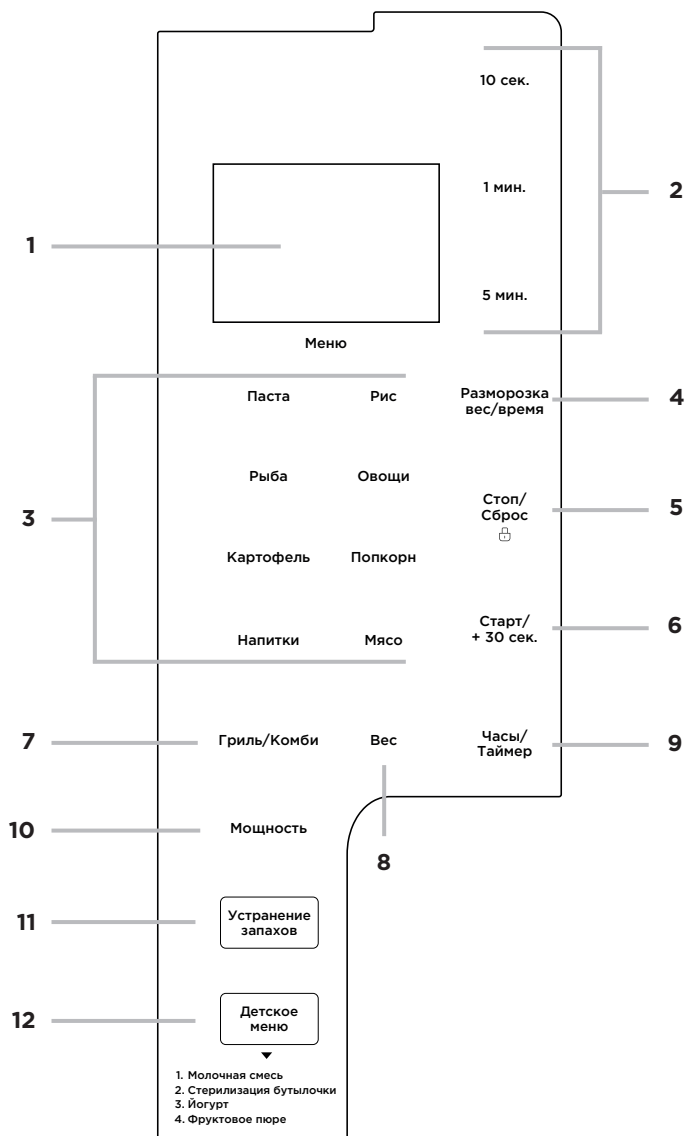 10 сек.
1 мин.
2
1
5 мин.
Меню
Паста
Рис
Разморозка
вес/время
4
Рыба
Овощи
3
Стоп/
Сброс
5
Картофель
Попкорн
Старт/
+ 30 сек.
6
Напитки
Мясо
7
Гриль/Комби
Вес
Часы/
Таймер
9
10
Мощность
8
11
Устранение
запахов
12
Детское
меню
1. Молочная смесь
2. Стерилизация бутылочки
3. Йогурт
4. Фруктовое пюре